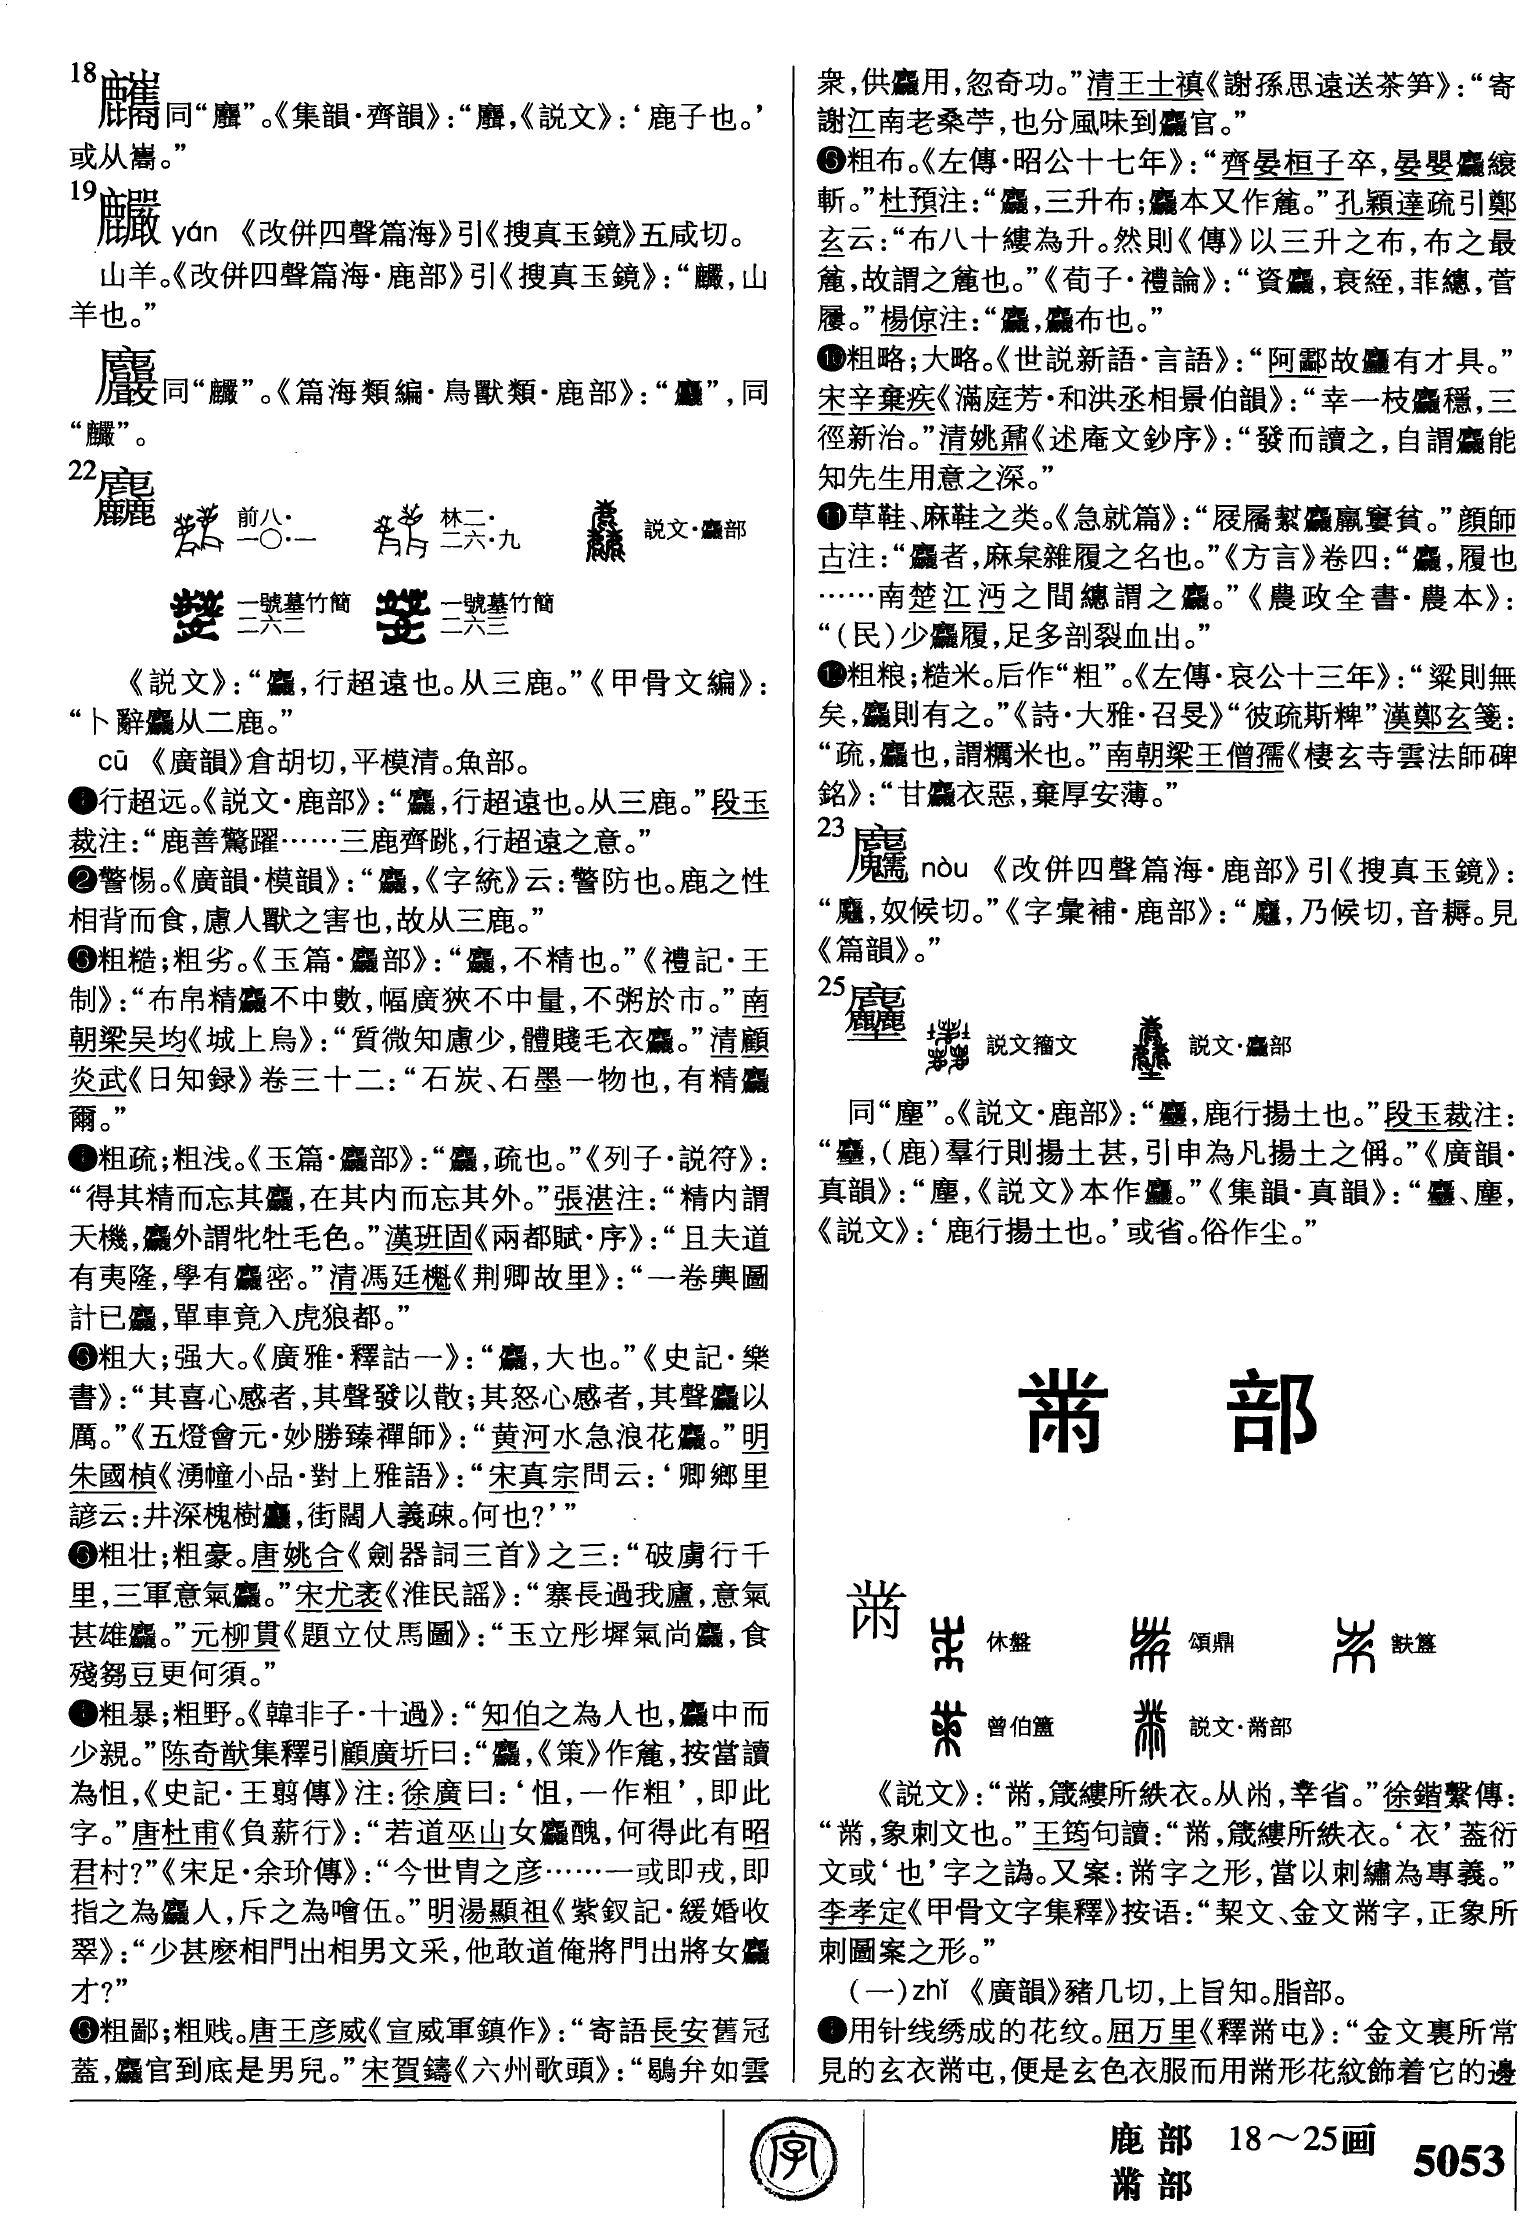 18
同“麡”。《集韻·齊韻》：“麡，《説文》：‘鹿子也。’
或从巂。”
19
yán 《改併四聲篇海》引《搜真玉鏡》五咸切。
山羊。《改併四聲篇海·鹿部》引《搜真玉鏡》：“，山
羊也。”
同“”。《篇海類編·鳥獸類·鹿部》：“”，同
“”。
22 麤
前八· 林二· 説文·麤部
一〇·一 二六·九
一號墓竹簡 一號墓竹簡
二六二 二六三
《説文》：“麤，行超遠也。从三鹿。”《甲骨文編》：
“卜辭麤从二鹿。”
cū 《廣韻》倉胡切，平模清。魚部。
❶行超远。《説文·鹿部》：“麤，行超遠也。从三鹿。”段玉
裁注：“鹿善驚躍……三鹿齊跳，行超遠之意。”
❷警惕。《廣韻·模韻》：“麤，《字統》云：警防也。鹿之性
相背而食，慮人獸之害也，故从三鹿。”
❸粗糙；粗劣。《玉篇·麤部》：“麤，不精也。”《禮記·王
制》：“布帛精麤不中數，幅廣狹不中量，不粥於市。”南
朝梁吴均《城上烏》：“質微知慮少，體賤毛衣麤。”清顧
炎武《日知録》卷三十二：“石炭、石墨一物也，有精麤
爾。”
❹粗疏；粗浅。《玉篇·麤部》：“麤，疏也。”《列子·説符》：
“得其精而忘其麤，在其内而忘其外。”張湛注：“精内謂
天機，麤外謂牝牡毛色。”漢班固《兩都賦·序》：“且夫道
有夷隆，學有麤密。”清馮廷櫆《荆卿故里》：“一卷輿圖
計已麤，單車竟入虎狼都。”
❺粗大；强大。《廣雅·釋詁一》：“麤，大也。”《史記·樂
書》：“其喜心感者，其聲發以散；其怒心感者，其聲麤以
厲。”《五燈會元·妙勝臻禪師》：“黄河水急浪花麤。”明
朱國楨《湧幢小品·對上雅語》：“宋真宗問云：‘卿鄉里
諺云：井深槐樹麤，街闊人義疎。何也?’”
❻粗壮；粗豪。唐姚合《劍器詞三首》之三：“破虜行千
里，三軍意氣麤。”宋尤袤《淮民謡》：“寨長過我廬，意氣
甚雄麤。”元柳貫《題立仗馬圖》：“玉立彤墀氣尚麤，食
殘芻豆更何須。”
❼粗暴；粗野。《韓非子·十過》：“知伯之為人也，麤中而
少親。”陈奇猷集釋引顧廣圻曰：“麤，《策》作麄，按當讀
為怚，《史記·王翦傳》注：徐廣曰：‘怚，一作粗’，即此
字。”唐杜甫《負薪行》：“若道巫山女麤醜，何得此有昭
君村?”《宋足·余玠傳》：“今世胄之彦……一或即戎，即
指之為麤人，斥之為噲伍。”明湯顯祖《紫釵記·緩婚收
翠》：“少甚麽相門出相男文采，他敢道俺將門出將女麤
才?”
❽粗鄙；粗贱。唐王彦威《宣威軍鎮作》：“寄語長安舊冠
蓋，麤官到底是男兒。”宋賀鑄《六州歌頭》：“鶡弁如雲
衆，供麤用，忽奇功。”清王士禛《謝孫思遠送茶笋》：“寄
謝江南老桑苧，也分風味到麤官。”
❾粗布。《左傳·昭公十七年》：“齊晏桓子卒，晏嬰麤縗
斬。”杜預注：“麤，三升布；麤本又作麄。”孔穎達疏引鄭
玄云：“布八十縷為升。然則《傳》以三升之布，布之最
麄，故謂之麄也。”《荀子·禮論》：“資麤，衰絰，菲繐，菅
屨。”楊倞注：“麤，麤布也。”
❿粗略；大略。《世説新語·言語》：“阿酃故麤有才具。”
宋辛棄疾《滿庭芳·和洪丞相景伯韻》：“幸一枝麤穩，三
徑新治。”清姚鼐《述庵文鈔序》：“發而讀之，自謂麤能
知先生用意之深。”
⓫草鞋、麻鞋之类。《急就篇》：“屐屩絜麤羸窶貧。”顔師
古注：“麤者，麻枲雜履之名也。”《方言》卷四：“麤，履也
……南楚江沔之間總謂之麤。”《農政全書·農本》：
“(民)少麤履，足多剖裂血出。”
⓬粗粮；糙米。后作“粗”。《左傳·哀公十三年》：“粱則無
矣，麤則有之。”《詩·大雅·召旻》“彼疏斯粺”漢鄭玄箋：
“疏，麤也，謂糲米也。”南朝梁王僧孺《棲玄寺雲法師碑
銘》：“甘麤衣惡，棄厚安薄。”
23
nòu 《改併四聲篇海·鹿部》引《搜真玉鏡》：
“，奴候切。”《字彙補·鹿部》：“，乃候切，音耨。見
《篇韻》。”
25
説文籀文 説文·麤部
同“塵”。《説文·鹿部》：“，鹿行揚土也。”段玉裁注：
“，(鹿)羣行則揚土甚，引申為凡揚土之偁。”《廣韻·
真韻》：“塵，《説文》本作。”《集韻·真韻》：“、塵，
《説文》：‘鹿行揚土也。’或省。俗作尘。”
黹 部
黹 休盤 頌鼎 㝬簋
曾伯簠 説文·黹部
《説文》：“黹，箴縷所紩衣。从㡀，丵省。”徐鍇繫傳：
“黹，象刺文也。”王筠句讀：“黹，箴縷所紩衣。‘衣’蓋衍
文或‘也’字之譌。又案：黹字之形，當以刺繡為專義。”
李孝定《甲骨文字集釋》按语：“契文、金文黹字，正象所
刺圖案之形。”
(一)zhǐ 《廣韻》豬几切，上旨知。脂部。
❶用针线绣成的花纹。屈万里《釋黹屯》：“金文裏所常
見的玄衣黹屯，便是玄色衣服而用黹形花紋飾着它的邊
字
鹿部 18～25画
黹部
5053